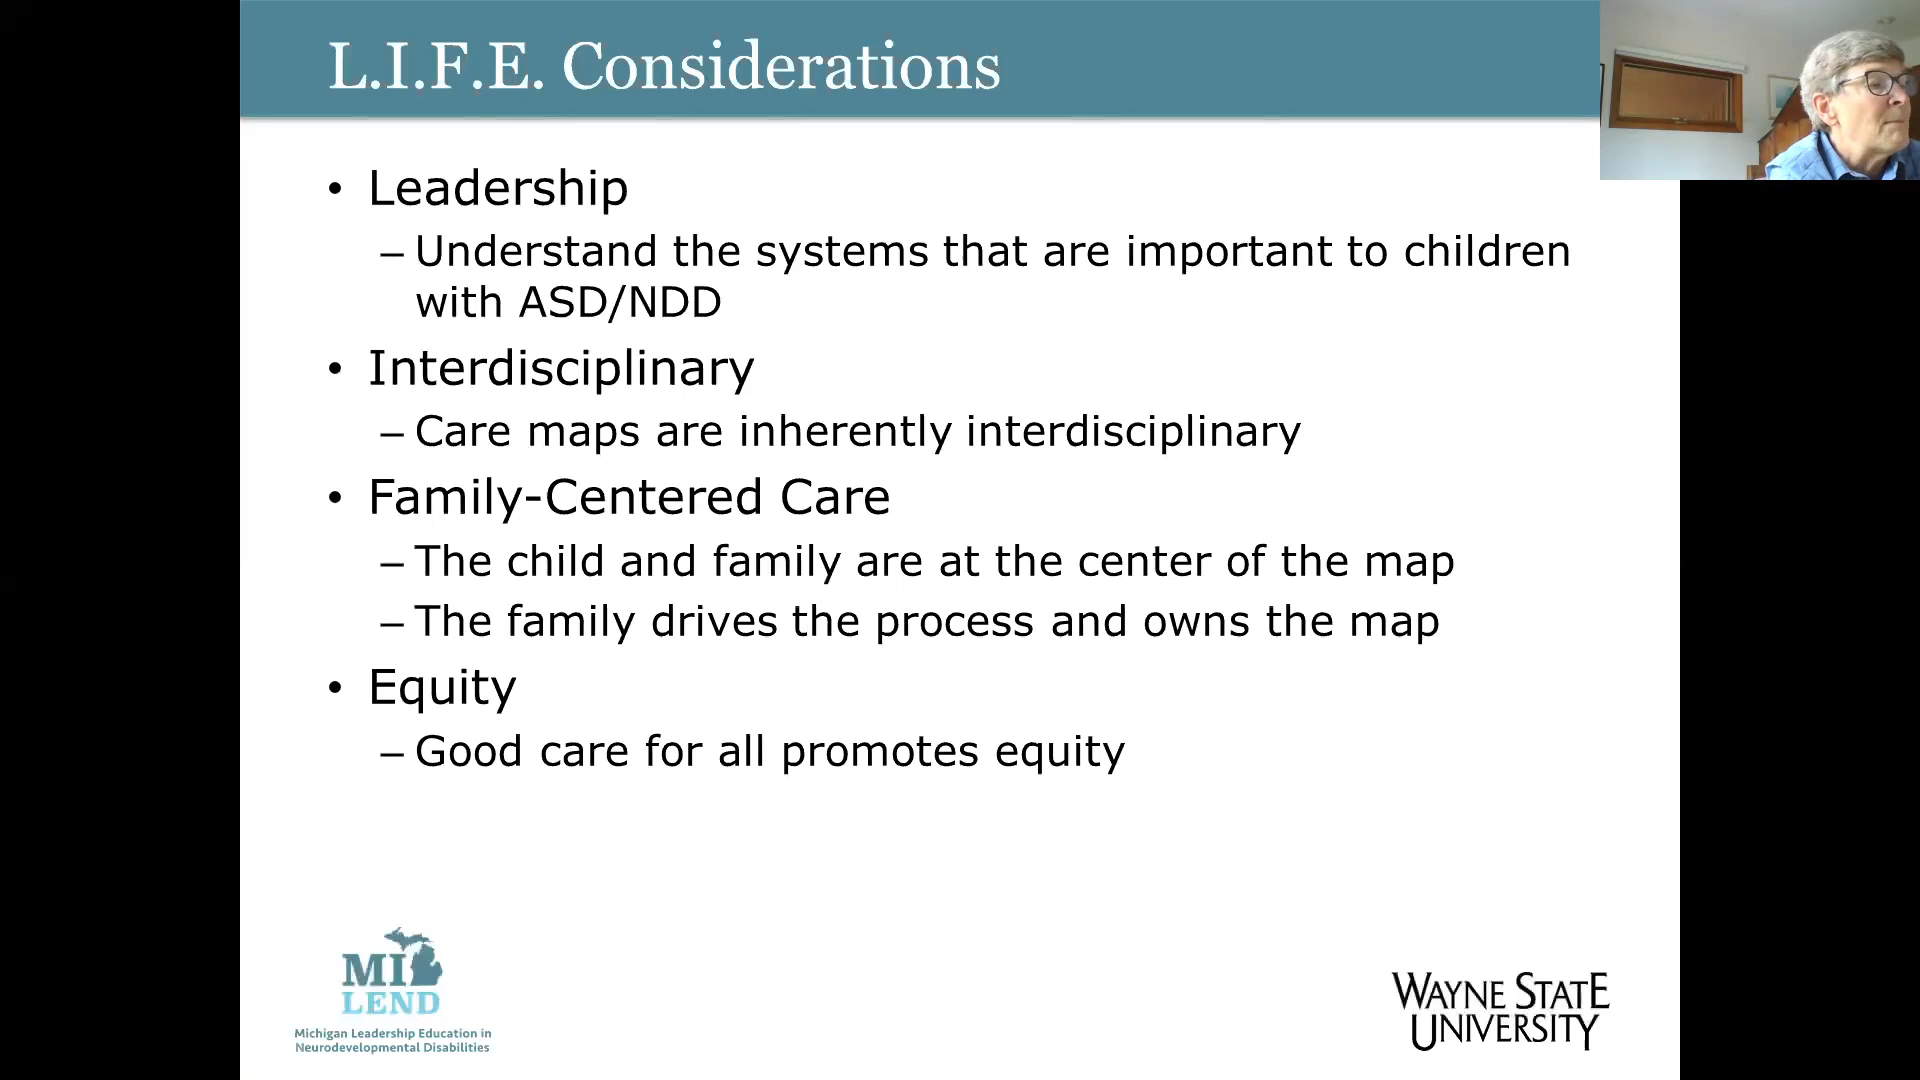 L.I.F.E. Considerations
• Leadership
– Understand the systems that are important to children
with ASD/NDD
• Interdisciplinary
– Care maps are inherently interdisciplinary
• Family-Centered Care
– The child and family are at the center of the map
– The family drives the process and owns the map
• Equity
– Good care for all promotes equity
MI
LEND
Michigan Leadership Education in
Neurodevelopmental Disabilities
WAYNE STATE
UNIVERSITY